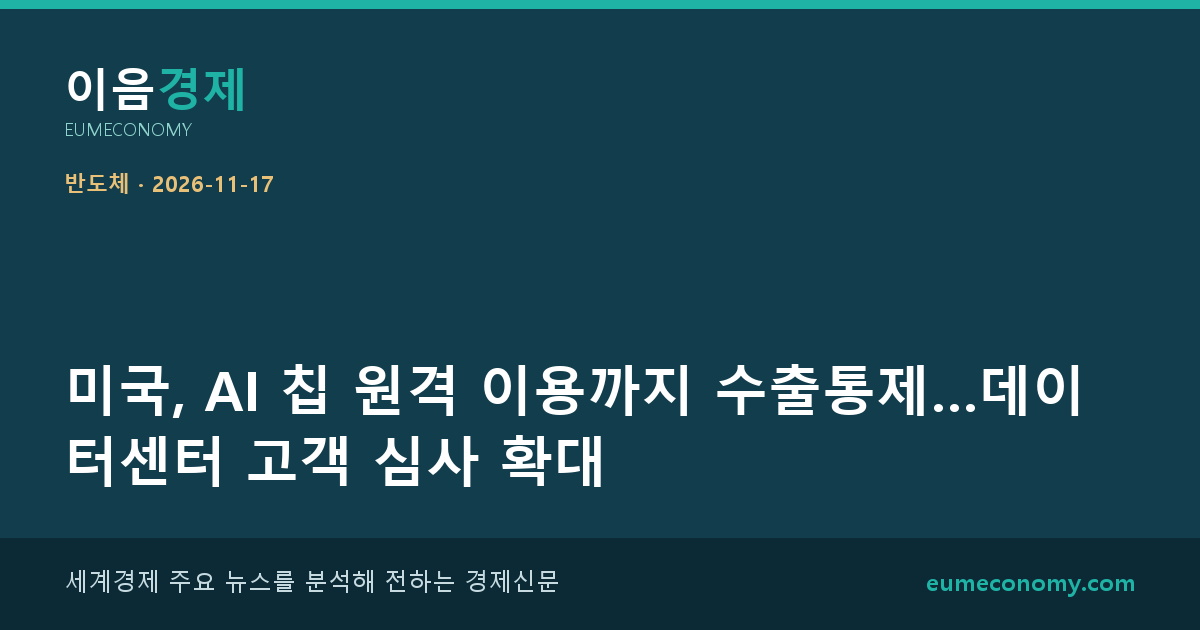 이음경제
EUMECONOMY
반도체 · 2026-11-17
미국, AI 칩 원격 이용까지 수출통제…데이
터센터 고객 심사 확대
세계경제 주요 뉴스를 분석해 전하는 경제신문
eumeconomy.com